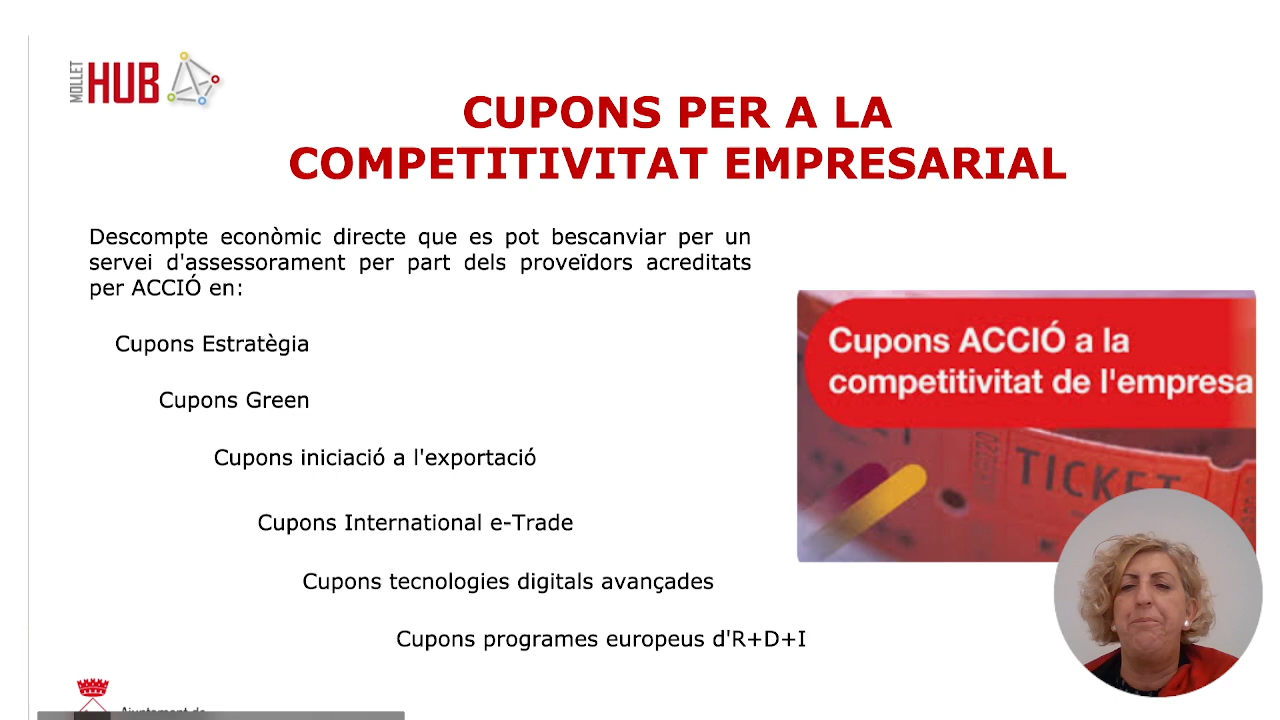 MOLLET
HUB
CUPONS PER A LA
COMPETITIVITAT EMPRESARIAL
Descompte econòmic directe que es pot bescanviar per un
servei d'assessorament per part dels proveïdors acreditats
per ACCIÓ en:
Cupons Estratègia
Cupons Green
Cupons iniciació a l'exportació
Cupons International e-Trade
Cupons tecnologies digitals avançades
Cupons programes europeus d'R+D+I
Cupons ACCIÓ a la
competitivitat de l'empresa
TICKET
Ajuntament de